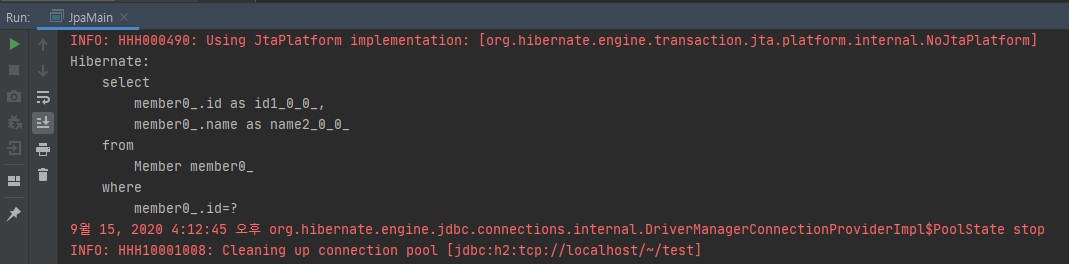 Run:
JpaMain
INFO: HHH000490: Using JtaPlatform implementation: [org.hibernate.engine.transaction.jta.platform.internal.NoJtaPlatform]
Hibernate:
    select
        member0_.id as id1_0_0_,
        member0_.name as name2_0_0_
    from
        Member member0_
    where
        member0_.id=?
9월 15, 2020 4:12:45 오후 org.hibernate.engine.jdbc.connections.internal.DriverManagerConnectionProviderImpl$PoolState stop
INFO: HHH10001008: Cleaning up connection pool [jdbc:h2:tcp://localhost/~/test]